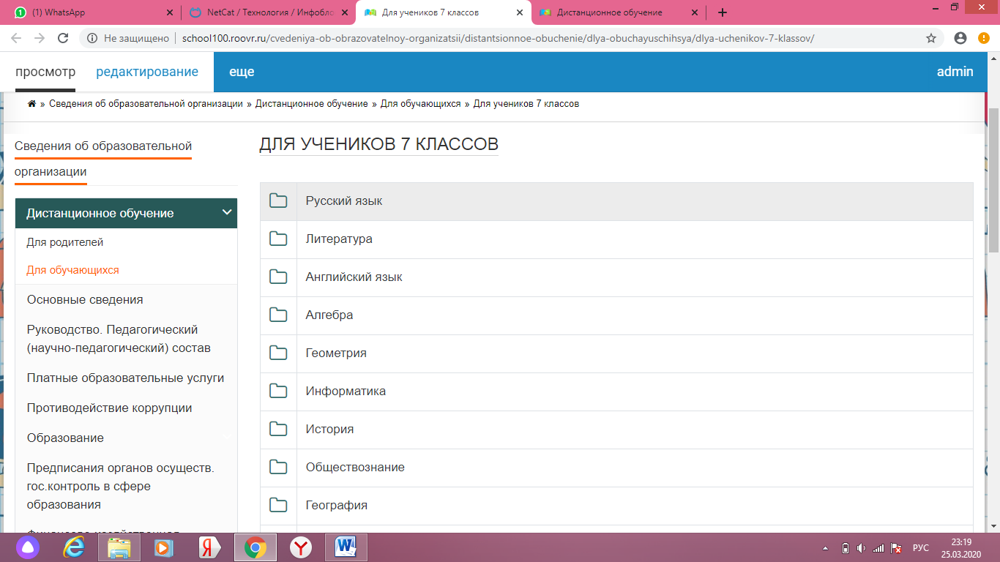 (1) WhatsApp
NetCat / Технология / Инфобло
Для учеников 7 классов
Дистанционное обучение
Не защищено
school100.roovr.ru/cvedeniya-ob-obrazovatelnoy-organizatsii/distantsionnoe-obuchenie/dlya-obuchayuschihsya/dlya-uchenikov-7-klassov/
просмотр
редактирование
еще
admin
» Сведения об образовательной организации » Дистанционное обучение » Для обучающихся » Для учеников 7 классов
Сведения об образовательной
организации
Дистанционное обучение
Для родителей
Для обучающихся
Основные сведения
Руководство. Педагогический
(научно-педагогический) состав
Платные образовательные услуги
Противодействие коррупции
Образование
Предписания органов осуществ.
гос.контроль в сфере
образования
ДЛЯ УЧЕНИКОВ 7 КЛАССОВ
Русский язык
Литература
Английский язык
Алгебра
Геометрия
Информатика
История
Обществознание
География
РУС
23:19
25.03.2020